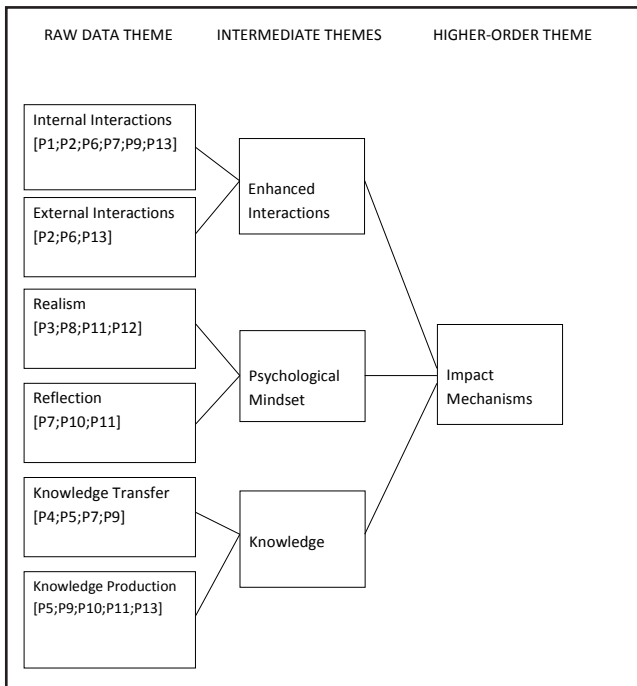 RAW DATA THEME
INTERMEDIATE THEMES
HIGHER-ORDER THEME
Internal Interactions
[P1;P2;P6;P7;P9;P13]
External Interactions
[P2;P6;P13]
Enhanced
Interactions
Realism
[P3;P8;P11;P12]
Reflection
[P7;P10;P11]
Psychological
Mindset
Knowledge Transfer
[P4;P5;P7;P9]
Knowledge Production
[P5;P9;P10;P11;P13]
Knowledge
Impact
Mechanisms